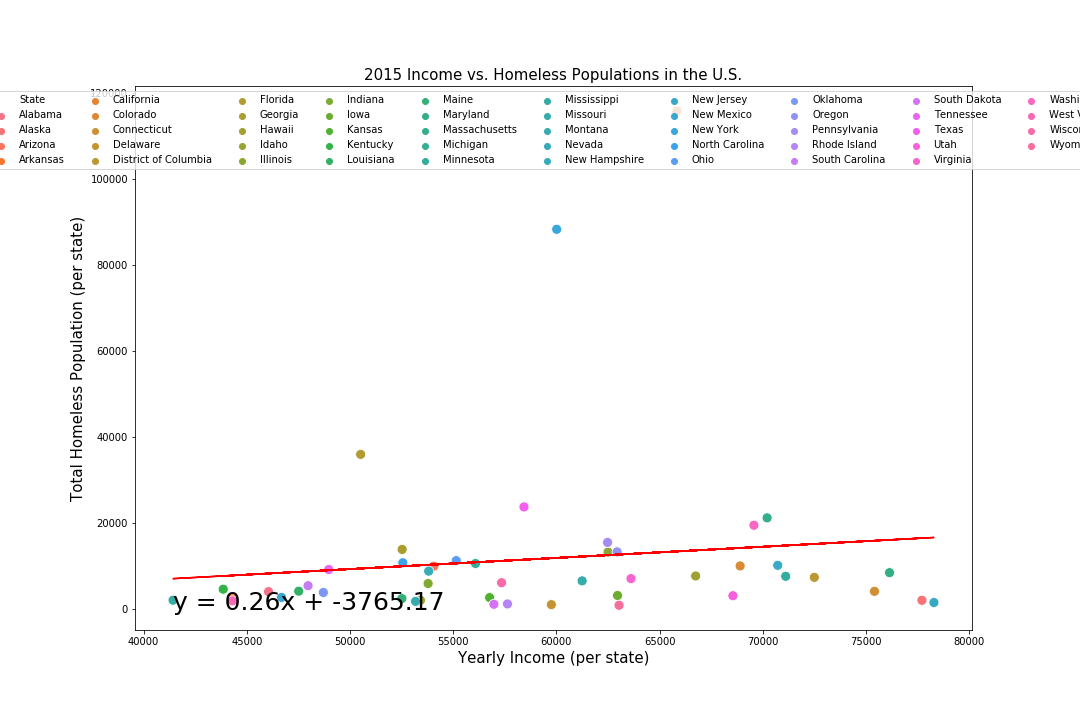 2015 Income vs. Homeless Populations in the U.S.
120000
State California Florida Indiana Maine Mississippi New Jersey Oklahoma South Dakota Washi
Alabama Colorado Georgia Iowa Maryland Missouri New Mexico Oregon Tennessee West V
Alaska Connecticut Hawaii Kansas Massachusetts Montana New York Pennsylvania Texas Wiscon
Arizona Delaware Idaho Kentucky Michigan Nevada North Carolina Rhode Island Utah Wyom
Arkansas District of Columbia Illinois Louisiana Minnesota New Hampshire Ohio South Carolina Virginia
100000
80000
60000
40000
20000
0
Total Homeless Population (per state)
y = 0.26x + -3765.17
40000 45000 50000 55000 60000 65000 70000 75000 80000
Yearly Income (per state)